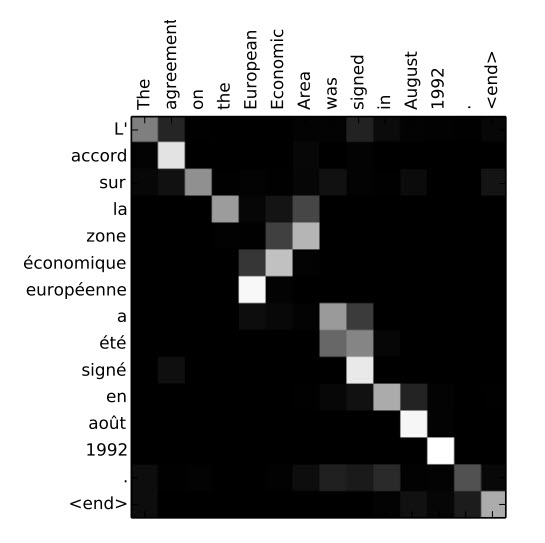 The agreement on the European Economic Area was signed in August 1992 . <end>
L'
accord
sur
la
zone
économique
européenne
a
été
signé
en
août
1992
.
<end>